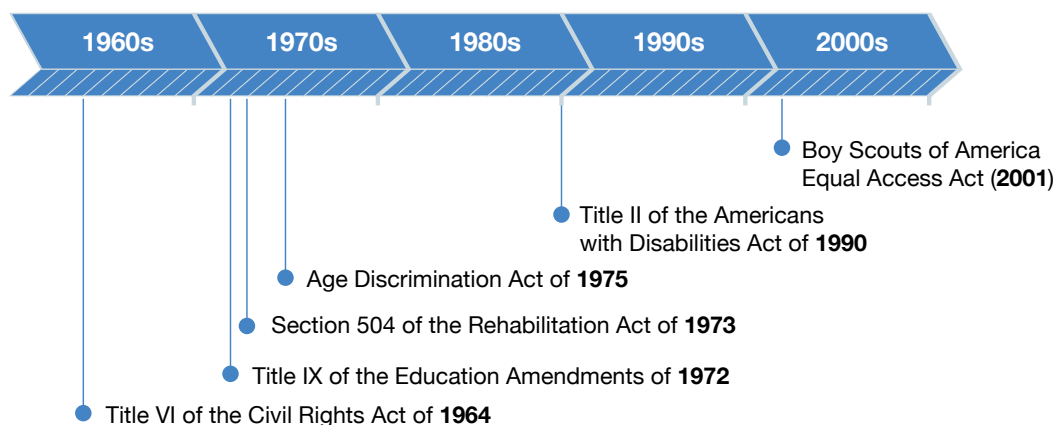 1960s 1970s 1980s 1990s 2000s
Boy Scouts of America
Equal Access Act (2001)
Title II of the Americans
with Disabilities Act of 1990
Age Discrimination Act of 1975
Section 504 of the Rehabilitation Act of 1973
Title IX of the Education Amendments of 1972
Title VI of the Civil Rights Act of 1964